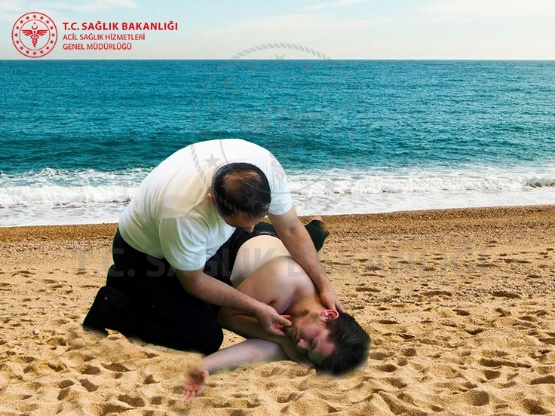 T.C. SAĞLIK BAKANLIĞI
ACİL SAĞLIK HİZMETLERİ
GENEL MÜDÜRLÜĞÜ
T.C. SAĞLIK BAKANLIĞI